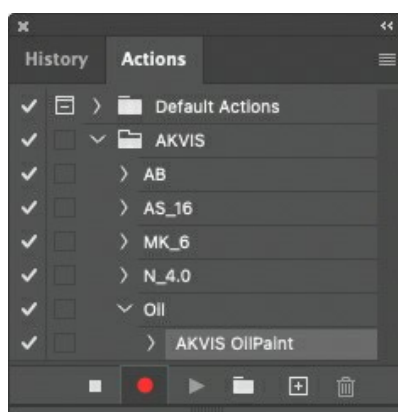 History Actions
Default Actions
AKVIS
AB
AS_16
MK_6
N_4.0
Oil
AKVIS OilPaint